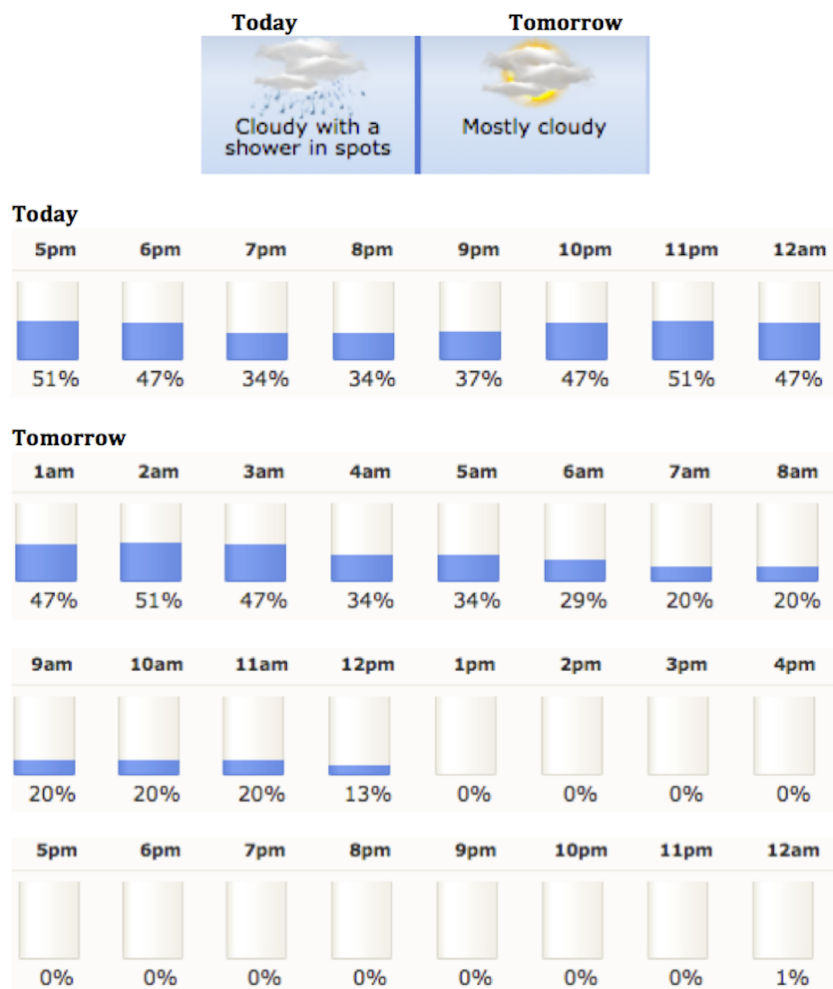 Today Tomorrow
Cloudy with a Mostly cloudy
shower in spots
Today
5pm 6pm 7pm 8pm 9pm 10pm 11pm 12am
51% 47% 34% 34% 37% 47% 51% 47%
Tomorrow
1am 2am 3am 4am 5am 6am 7am 8am
47% 51% 47% 34% 34% 29% 20% 20%
9am 10am 11am 12pm 1pm 2pm 3pm 4pm
20% 20% 20% 13% 0% 0% 0% 0%
5pm 6pm 7pm 8pm 9pm 10pm 11pm 12am
0% 0% 0% 0% 0% 0% 0% 1%